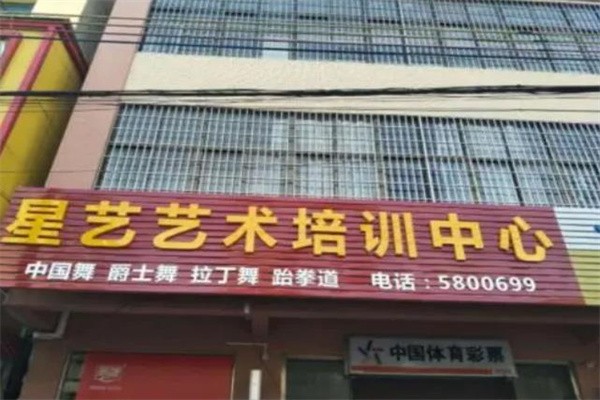 星艺艺术培训中心
中国舞 爵士舞 拉丁舞 跆拳道 电话：5800699
中国体育彩票